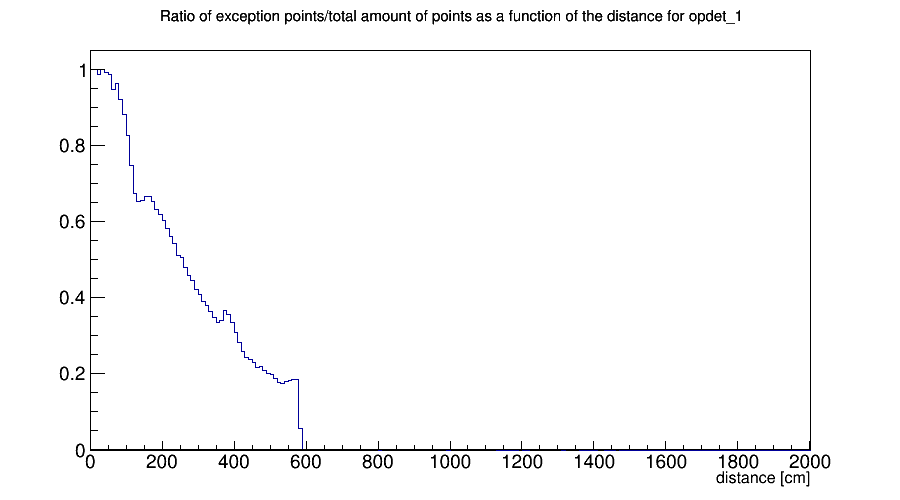 Ratio of exception points/total amount of points as a function of the distance for opdet_1
1
0.8
0.6
0.4
0.2
0
0 200 400 600 800 1000 1200 1400 1600 1800 2000
distance [cm]